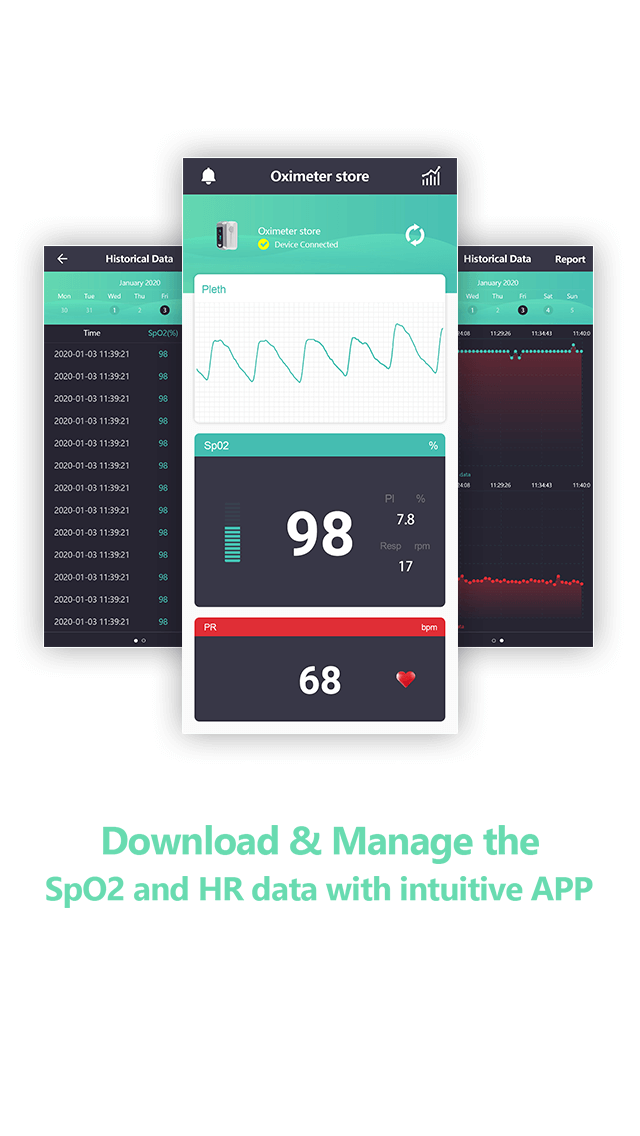 Oximeter store
Oximeter store
Device Connected
Pleth
Sp02 %
98
PI %
7.8
Resp rpm
17
PR bpm
68
Historical Data
January 2020
Mon Tue Wed Thu Fri
30 31 1 2 3
Time SpO2(%)
2020-01-03 11:39:21 98
2020-01-03 11:39:21 98
2020-01-03 11:39:21 98
2020-01-03 11:39:21 98
2020-01-03 11:39:21 98
2020-01-03 11:39:21 98
2020-01-03 11:39:21 98
2020-01-03 11:39:21 98
2020-01-03 11:39:21 98
2020-01-03 11:39:21 98
2020-01-03 11:39:21 98
2020-01-03 11:39:21 98
2020-01-03 11:39:21 98
Historical Data Report
January 2020
Wed Thu Fri Sat Sun
1 2 3 4 5
24:08 11:29:26 11:34:43 11:40:0
data
24:08 11:29:26 11:34:43 11:40:0
Download & Manage the
SpO2 and HR data with intuitive APP